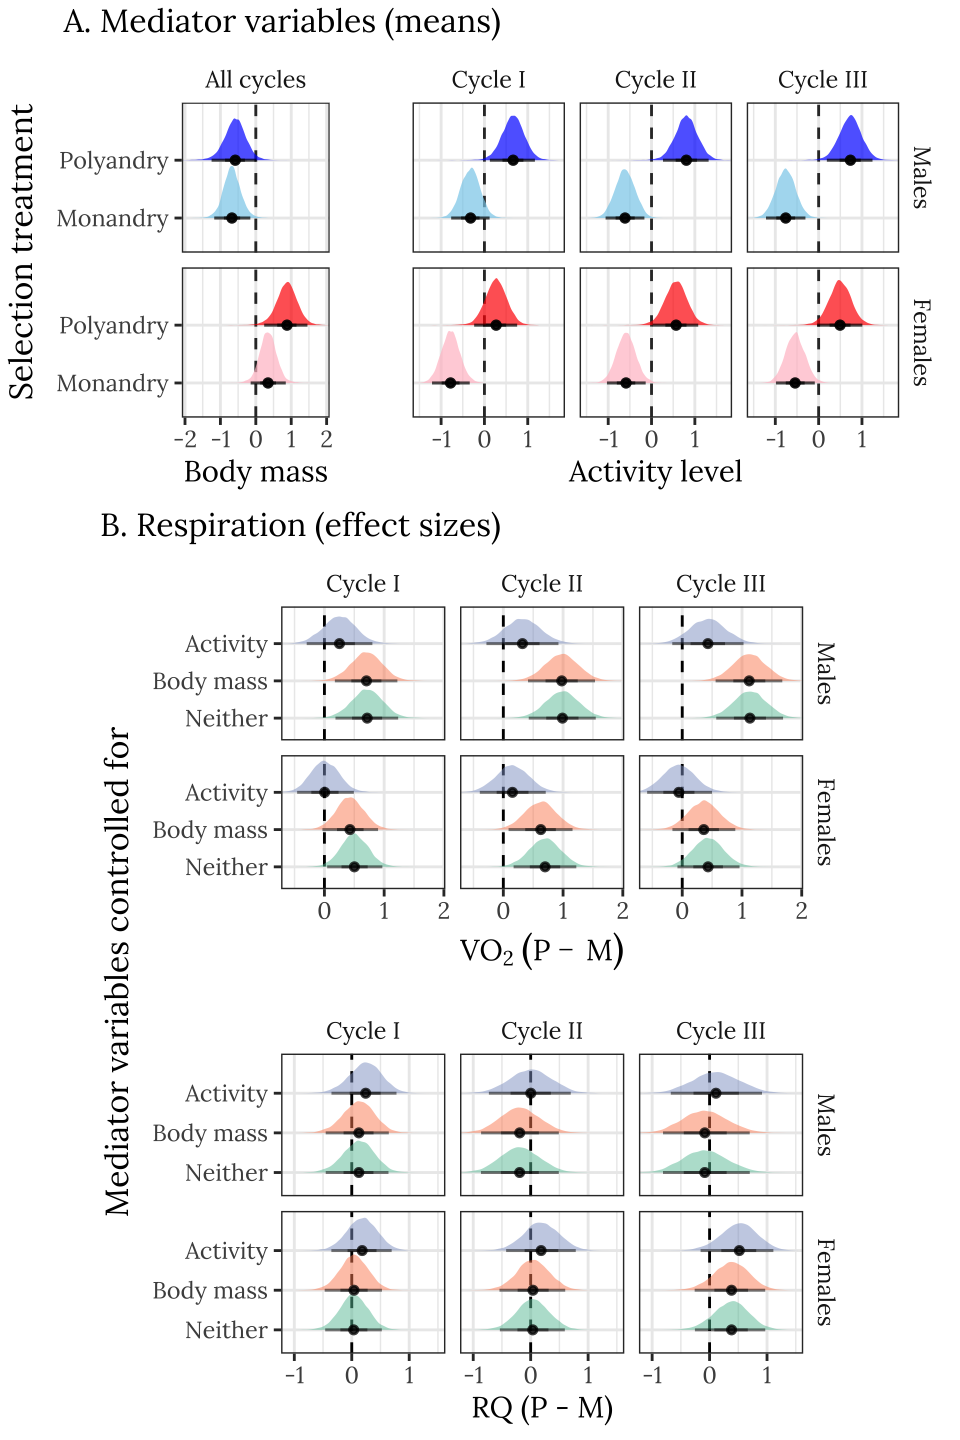 A. Mediator variables (means)
All cycles
Cycle I
Cycle II
Cycle III
Selection treatment
Polyandry
Monandry
Males
Polyandry
Monandry
Females
-2 -1 0 1 2
-1 0 1
-1 0 1
-1 0 1
Body mass
Activity level
B. Respiration (effect sizes)
Cycle I
Cycle II
Cycle III
Mediator variables controlled for
Activity
Body mass
Neither
Males
Activity
Body mass
Neither
Females
0 1 2
0 1 2
0 1 2
VO₂ (P − M)
Cycle I
Cycle II
Cycle III
Activity
Body mass
Neither
Males
Activity
Body mass
Neither
Females
-1 0 1
-1 0 1
-1 0 1
RQ (P - M)